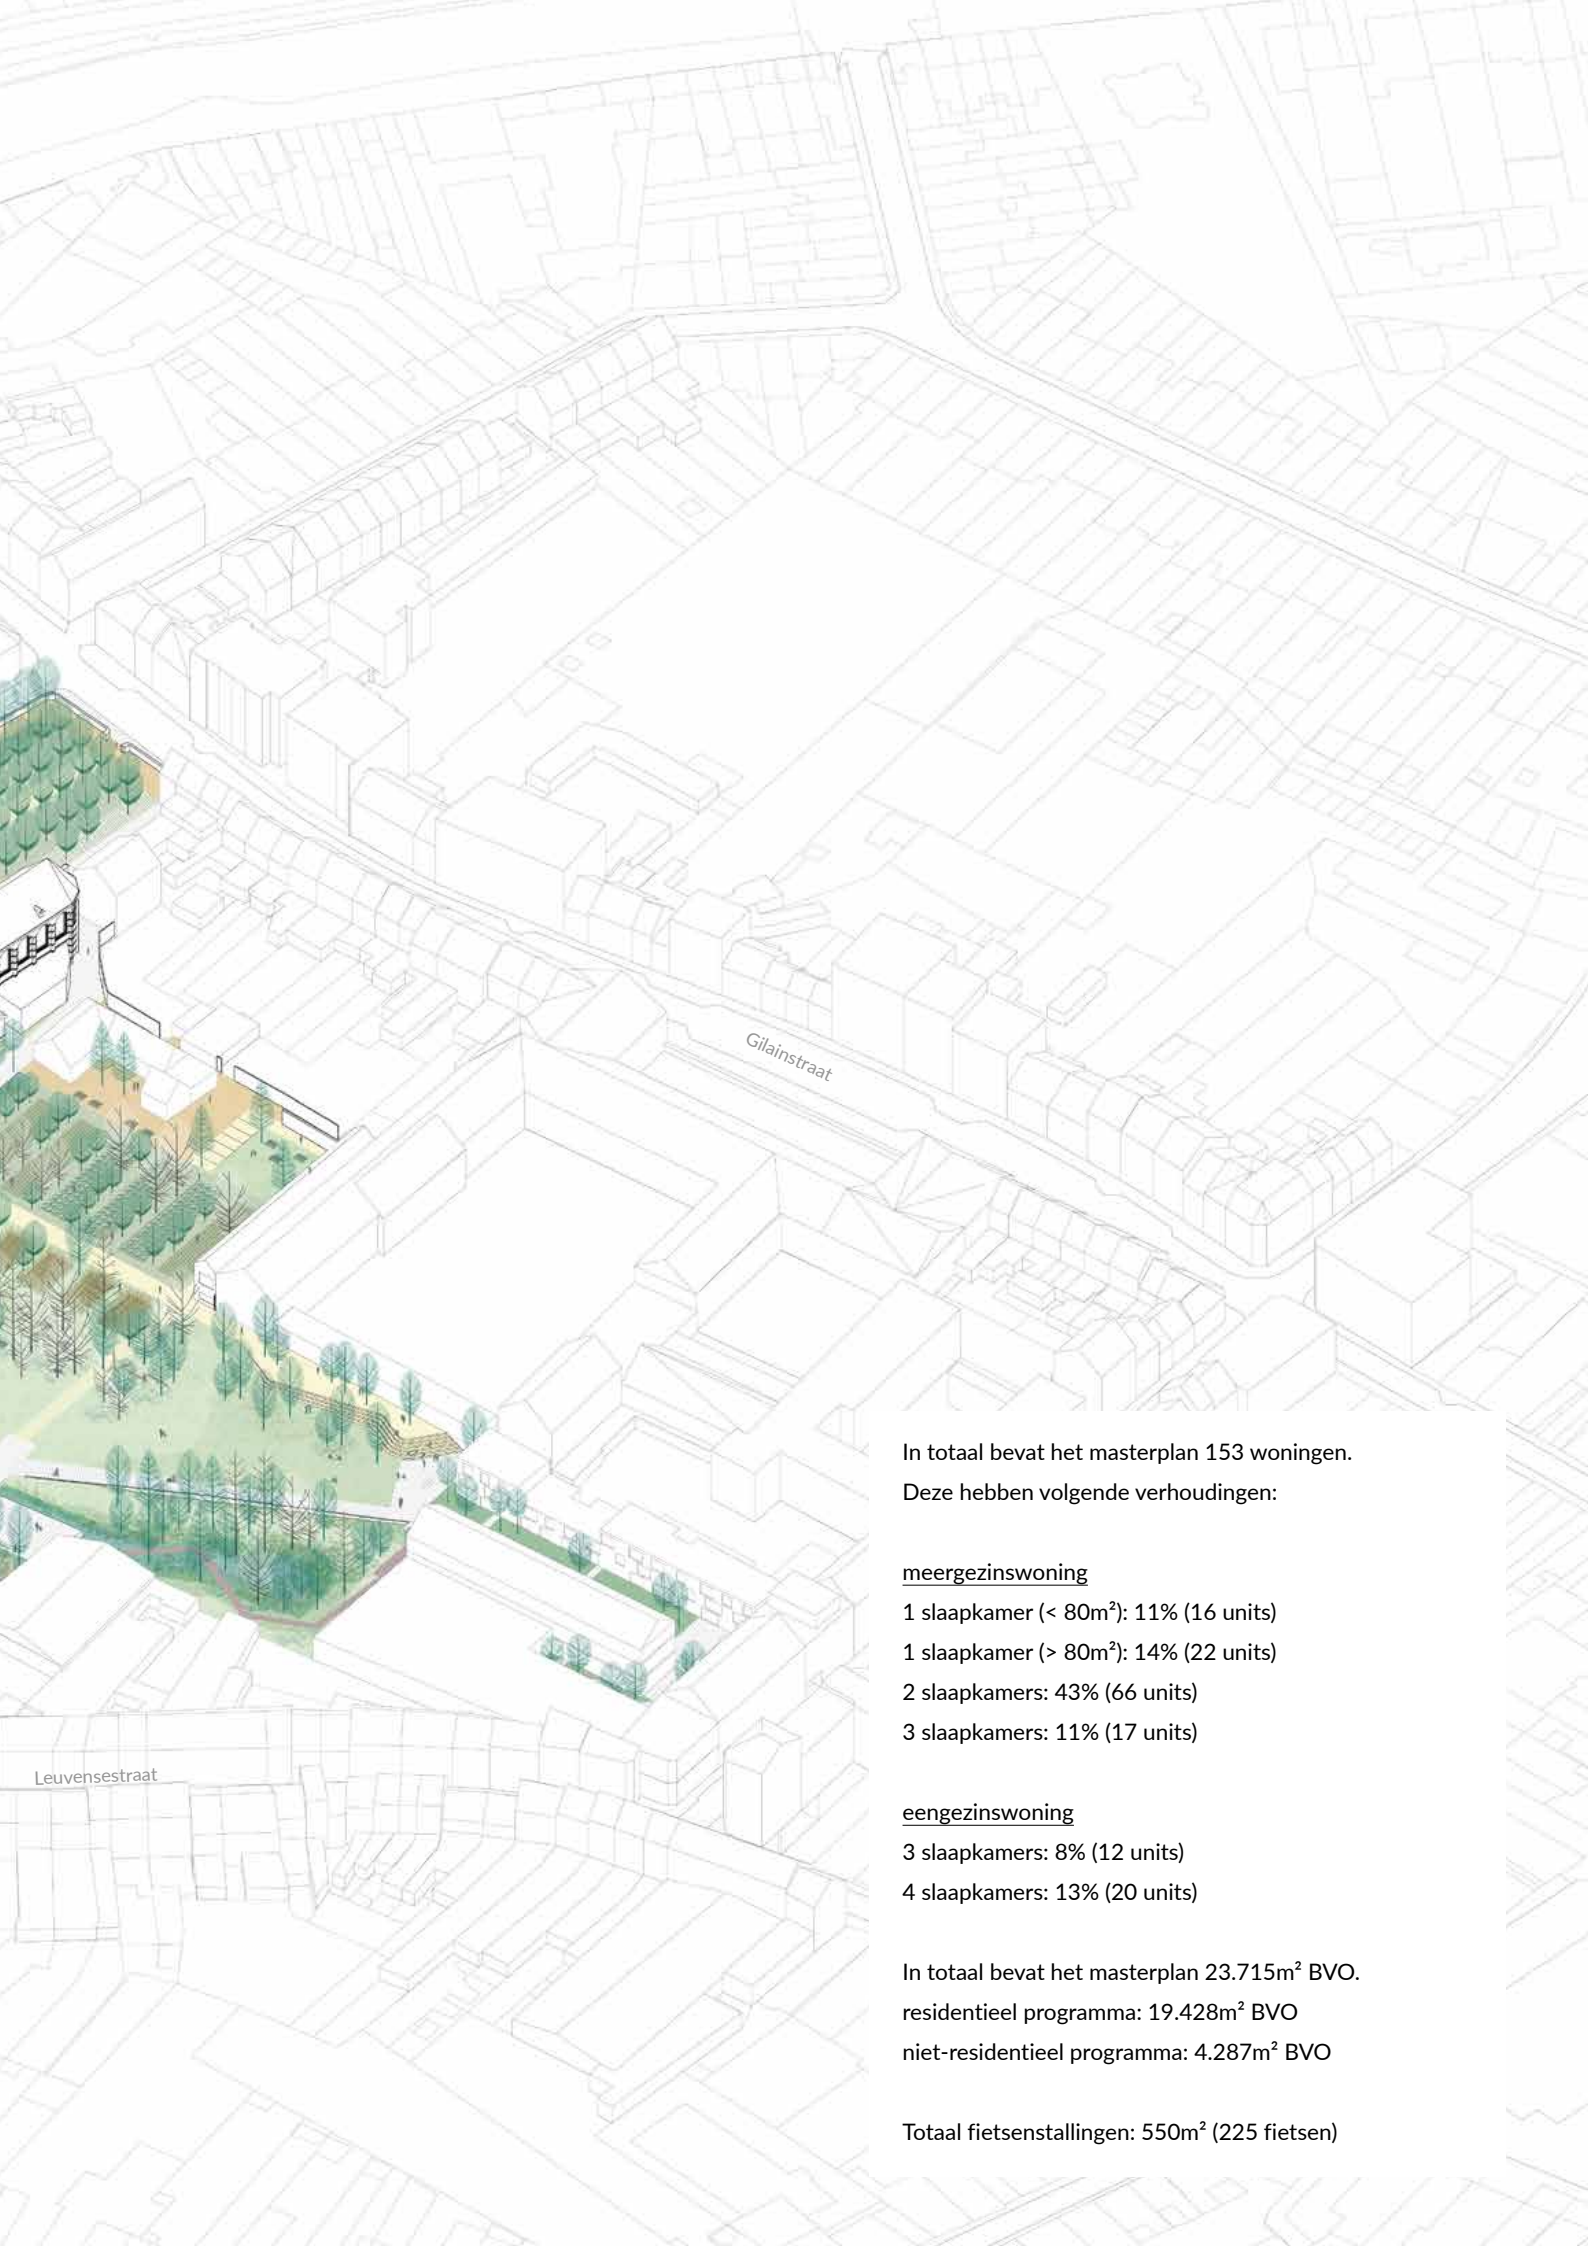 Gilainstraat
In totaal bevat het masterplan 153 woningen.
Deze hebben volgende verhoudingen:
meergezinswoning
1 slaapkamer (< 80m²): 11% (16 units)
1 slaapkamer (> 80m²): 14% (22 units)
2 slaapkamers: 43% (66 units)
3 slaapkamers: 11% (17 units)
Leuvensestraat
eengezinswoning
3 slaapkamers: 8% (12 units)
4 slaapkamers: 13% (20 units)
In totaal bevat het masterplan 23.715m² BVO.
residentieel programma: 19.428m² BVO
niet-residentieel programma: 4.287m² BVO
Totaal fietsenstallingen: 550m² (225 fietsen)